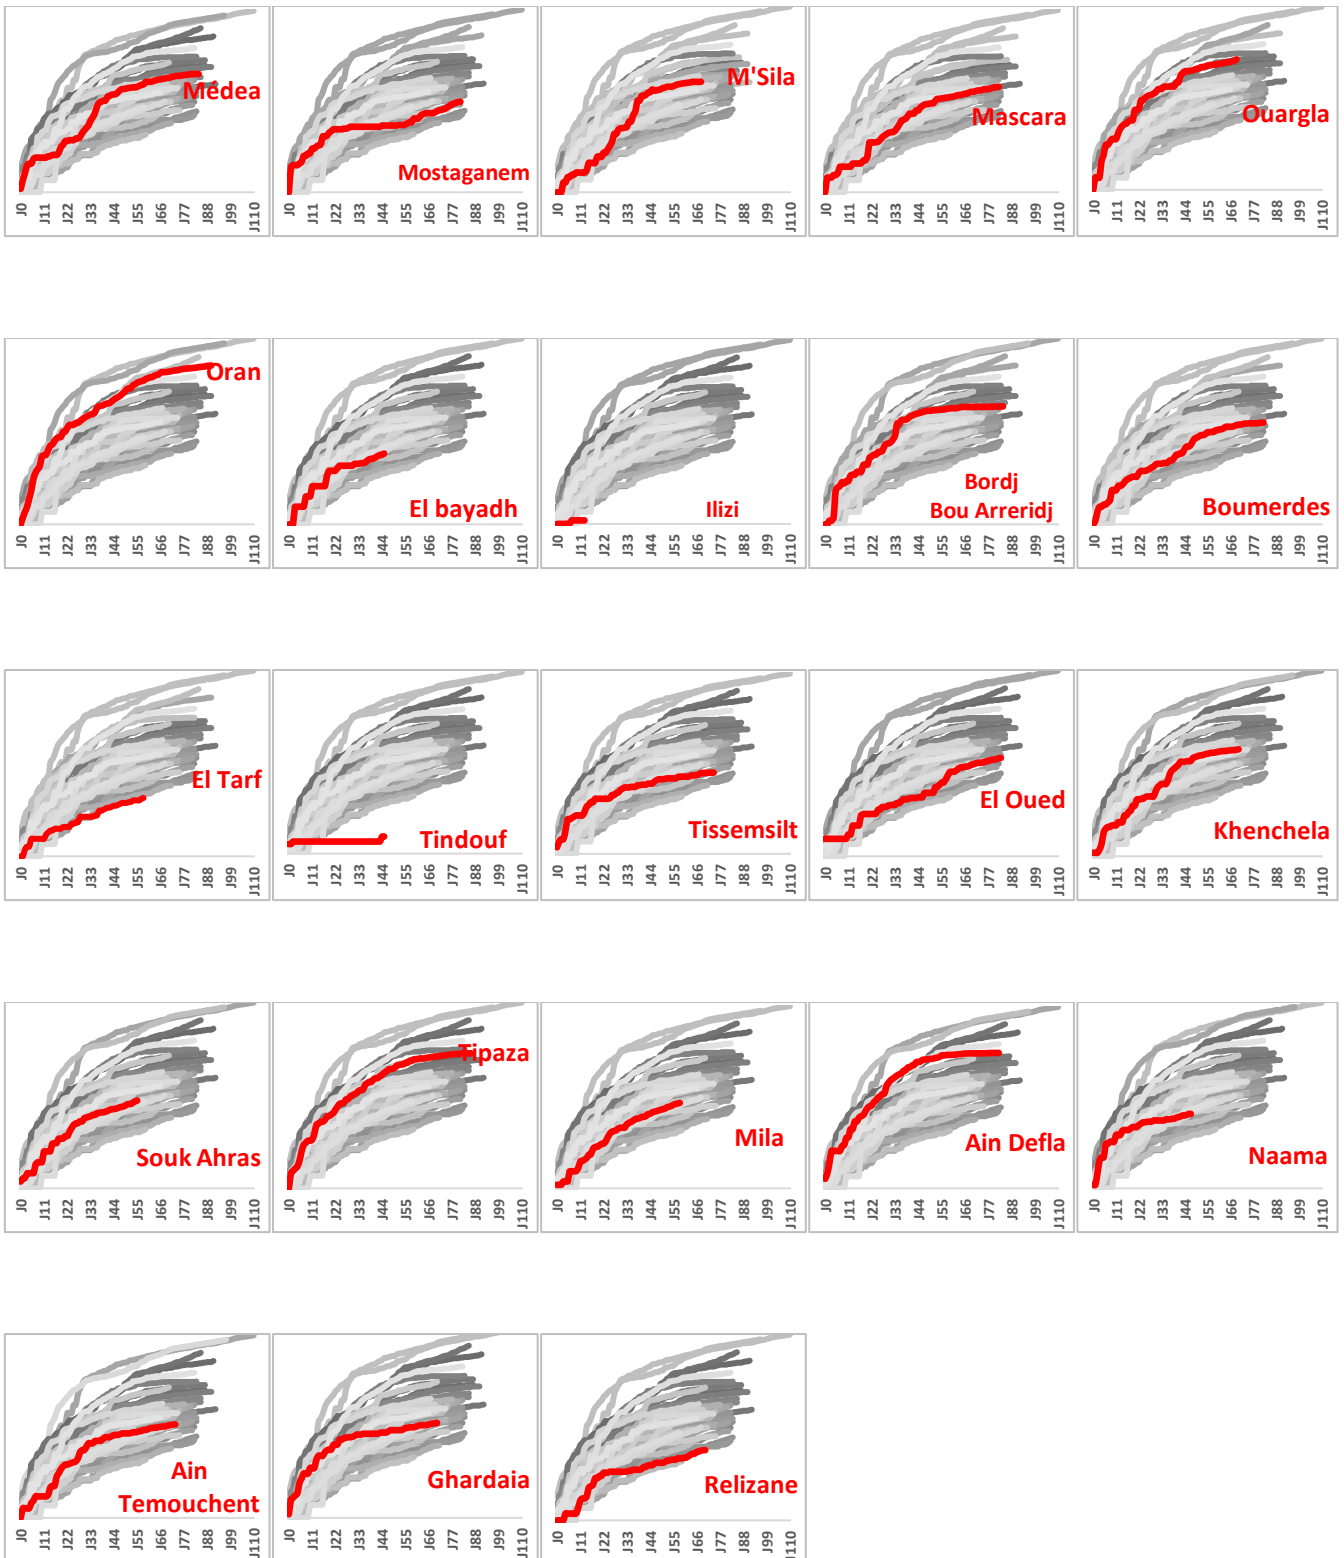 Médea
J0 J11 J22 J33 J44 J55 J66 J77 J88 J99 J110
Mostaganem
J0 J11 J22 J33 J44 J55 J66 J77 J88 J99 J110
M'Sila
J0 J11 J22 J33 J44 J55 J66 J77 J88 J99 J110
Mascara
J0 J11 J22 J33 J44 J55 J66 J77 J88 J99 J110
Ouargla
J0 J11 J22 J33 J44 J55 J66 J77 J88 J99 J110
Oran
J0 J11 J22 J33 J44 J55 J66 J77 J88 J99 J110
El bayadh
J0 J11 J22 J33 J44 J55 J66 J77 J88 J99 J110
Ilizi
J0 J11 J22 J33 J44 J55 J66 J77 J88 J99 J110
Bordj
Bou Arreridj
J0 J11 J22 J33 J44 J55 J66 J77 J88 J99 J110
Boumerdes
J0 J11 J22 J33 J44 J55 J66 J77 J88 J99 J110
El Tarf
J0 J11 J22 J33 J44 J55 J66 J77 J88 J99 J110
Tindouf
J0 J11 J22 J33 J44 J55 J66 J77 J88 J99 J110
Tissemsilt
J0 J11 J22 J33 J44 J55 J66 J77 J88 J99 J110
El Oued
J0 J11 J22 J33 J44 J55 J66 J77 J88 J99 J110
Khenchela
J0 J11 J22 J33 J44 J55 J66 J77 J88 J99 J110
Souk Ahras
J0 J11 J22 J33 J44 J55 J66 J77 J88 J99 J110
Tipaza
J0 J11 J22 J33 J44 J55 J66 J77 J88 J99 J110
Mila
J0 J11 J22 J33 J44 J55 J66 J77 J88 J99 J110
Ain Defla
J0 J11 J22 J33 J44 J55 J66 J77 J88 J99 J110
Naama
J0 J11 J22 J33 J44 J55 J66 J77 J88 J99 J110
Ain
Temouchent
J0 J11 J22 J33 J44 J55 J66 J77 J88 J99 J110
Ghardaia
J0 J11 J22 J33 J44 J55 J66 J77 J88 J99 J110
Relizane
J0 J11 J22 J33 J44 J55 J66 J77 J88 J99 J110